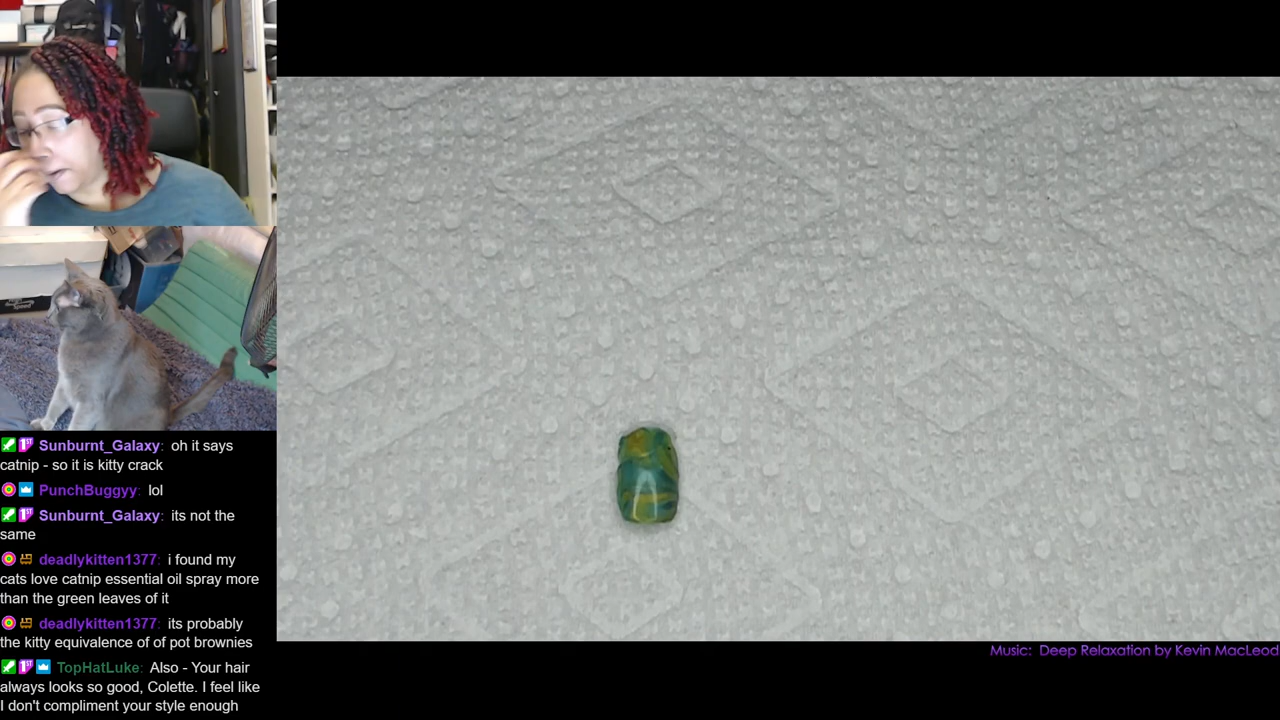 Sunburnt_Galaxy: oh it says
catnip - so it is kitty crack
PunchBuggyy: lol
Sunburnt_Galaxy: its not the
same
deadlykitten1377: i found my
cats love catnip essential oil spray more
than the green leaves of it
deadlykitten1377: its probably
the kitty equivalence of of pot brownies
TopHatLuke: Also - Your hair
always looks so good, Colette. I feel like
I don't compliment your style enough
Music: Deep Relaxation by Kevin MacLeod